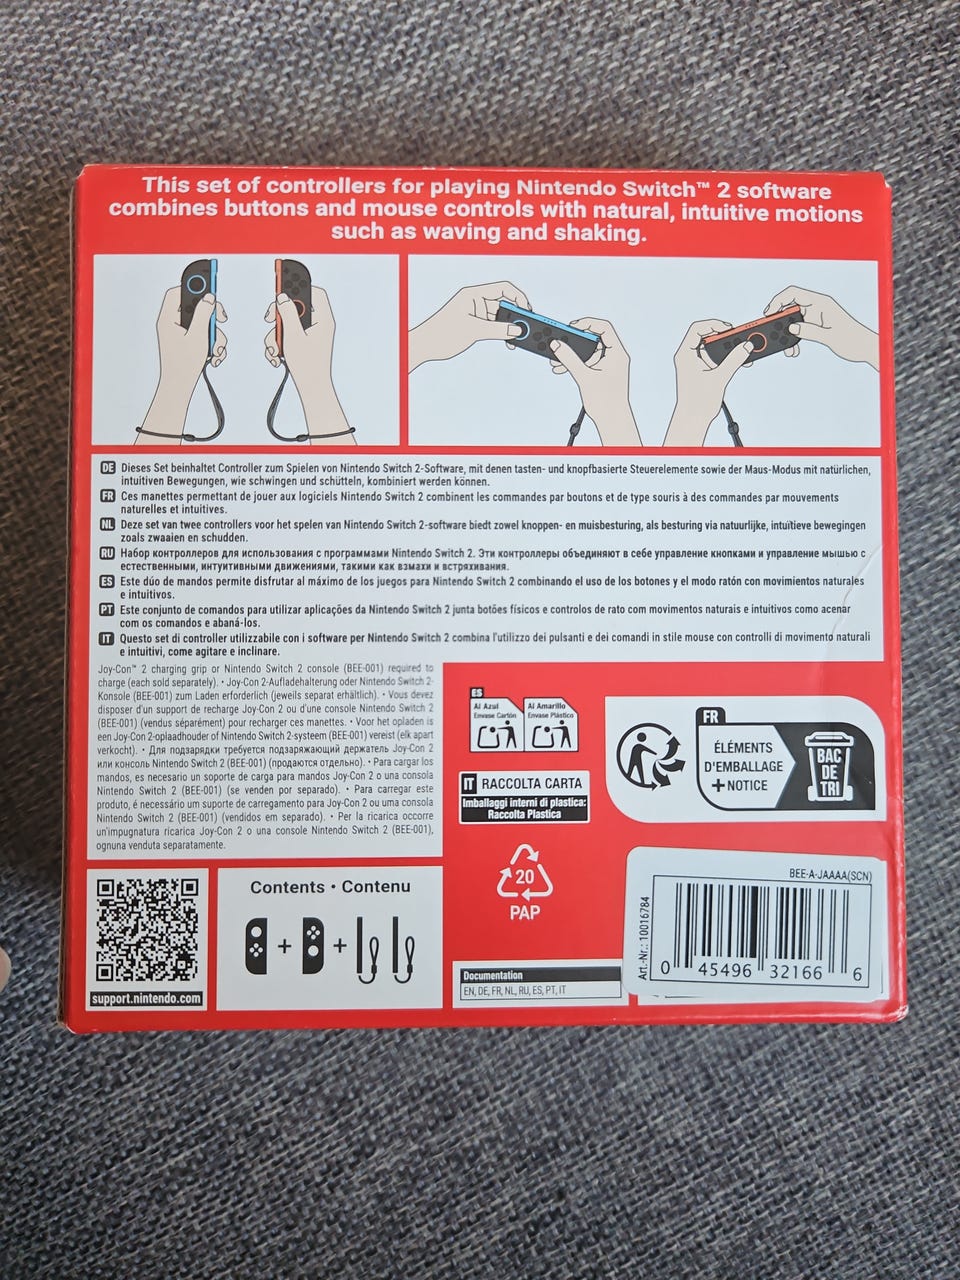 This set of controllers for playing Nintendo Switch™ 2 software
combines buttons and mouse controls with natural, intuitive motions
such as waving and shaking.
DE Dieses Set beinhaltet Controller zum Spielen von Nintendo Switch 2-Software, mit denen tasten- und knopfbasierte Steuerelemente sowie der Maus-Modus mit natürlichen,
intuitiven Bewegungen, wie schwingen und schütteln, kombiniert werden können.
FR Ces manettes permettant de jouer aux logiciels Nintendo Switch 2 combinent les commandes par boutons et de type souris à des commandes par mouvements
naturelles et intuitives.
NL Deze set van twee controllers voor het spelen van Nintendo Switch 2-software biedt zowel knoppen- en muisbesturing, als besturing via natuurlijke, intuïtieve bewegingen
zoals zwaaien en schudden.
RU Набор контроллеров для использования с программами Nintendo Switch 2. Эти контроллеры объединяют в себе управление кнопками и управление мышью с
естественными, интуитивными движениями, такими как взмахи и встряхивания.
ES Este dúo de mandos permite disfrutar al máximo de los juegos para Nintendo Switch 2 combinando el uso de los botones y el modo ratón con movimientos naturales
e intuitivos.
PT Este conjunto de comandos para utilizar aplicações da Nintendo Switch 2 junta botões físicos e controlos de rato com movimentos naturais e intuitivos como acenar
com os comandos e abaná-los.
IT Questo set di controller utilizzabile con i software per Nintendo Switch 2 combina l'utilizzo dei pulsanti e dei comandi in stile mouse con controlli di movimento naturali
e intuitivi, come agitare e inclinare.
Joy-Con™ 2 charging grip or Nintendo Switch 2 console (BEE-001) required to
charge (each sold separately). • Joy-Con 2-Aufladehalterung oder Nintendo Switch 2-
Konsole (BEE-001) zum Laden erforderlich (jeweils separat erhältlich). • Vous devez
disposer d'un support de recharge Joy-Con 2 ou d'une console Nintendo Switch 2
(BEE-001) (vendus séparément) pour recharger ces manettes. • Voor het opladen is
een Joy-Con 2-oplaadhouder of Nintendo Switch 2-systeem (BEE-001) vereist (elk apart
verkocht). • Для подзарядки требуется подзаряжающий держатель Joy-Con 2
или консоль Nintendo Switch 2 (BEE-001) (продаются отдельно). • Para cargar los
mandos, es necesario un soporte de carga para mandos Joy-Con 2 o una consola
Nintendo Switch 2 (BEE-001) (se venden por separado). • Para carregar este
produto, é necessário um suporte de carregamento para Joy-Con 2 ou uma consola
Nintendo Switch 2 (BEE-001) (vendidos em separado). • Per la ricarica occorre
un'impugnatura ricarica Joy-Con 2 o una console Nintendo Switch 2 (BEE-001),
ognuna venduta separatamente.
ES
Al Azul
Envase Cartón
Al Amarillo
Envase Plástico
IT RACCOLTA CARTA
Imballaggi interni di plastica:
Raccolta Plastica
FR
ÉLÉMENTS
D'EMBALLAGE
+NOTICE
BAC
DE
TRI
20
PAP
support.nintendo.com
Contents • Contenu
Documentation
EN, DE, FR, NL, RU, ES, PT, IT
BEE-A-JAAAA(SCN)
Art.-Nr.: 10016784
0 45496 32166 6